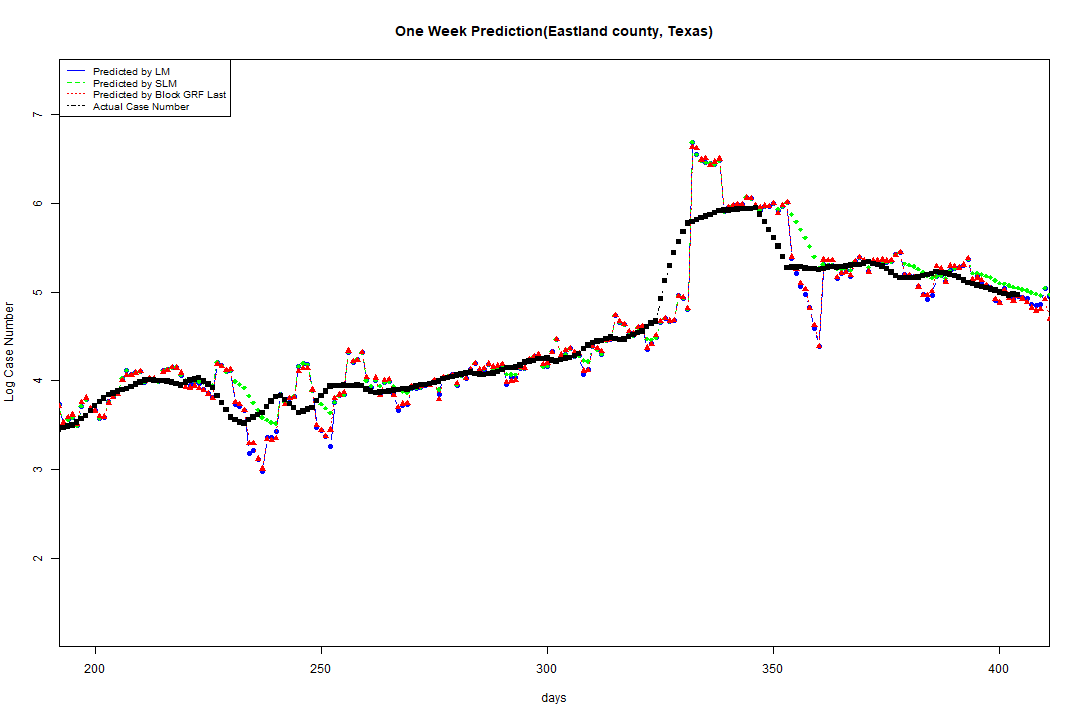 One Week Prediction(Eastland county, Texas)
Predicted by LM
Predicted by SLM
Predicted by Block GRF Last
Actual Case Number
Log Case Number
7
6
5
4
3
2
200 250 300 350 400
days